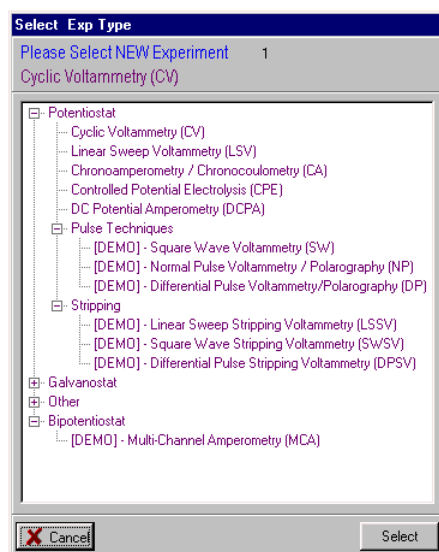 Select Exp Type
Please Select NEW Experiment 1
Cyclic Voltammetry (CV)
Potentiostat
Cyclic Voltammetry (CV)
Linear Sweep Voltammetry (LSV)
Chronoamperometry / Chronocoulometry (CA)
Controlled Potential Electrolysis (CPE)
DC Potential Amperometry (DCPA)
Pulse Techniques
[DEMO] - Square Wave Voltammetry (SW)
[DEMO] - Normal Pulse Voltammetry / Polarography (NP)
[DEMO] - Differential Pulse Voltammetry/Polarography (DP)
Stripping
[DEMO] - Linear Sweep Stripping Voltammetry (LSSV)
[DEMO] - Square Wave Stripping Voltammetry (SWSV)
[DEMO] - Differential Pulse Stripping Voltammetry (DPSV)
Galvanostat
Other
Bipotentiostat
[DEMO] - Multi-Channel Amperometry (MCA)
Cancel Select